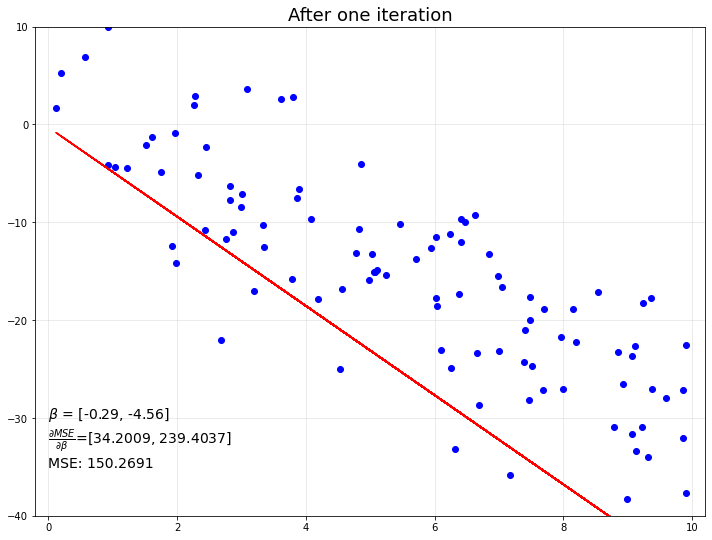 After one iteration
10
0
−10
−20
−30
−40
β = [-0.29, -4.56]
∂MSE/∂β=[34.2009, 239.4037]
MSE: 150.2691
0 2 4 6 8 10